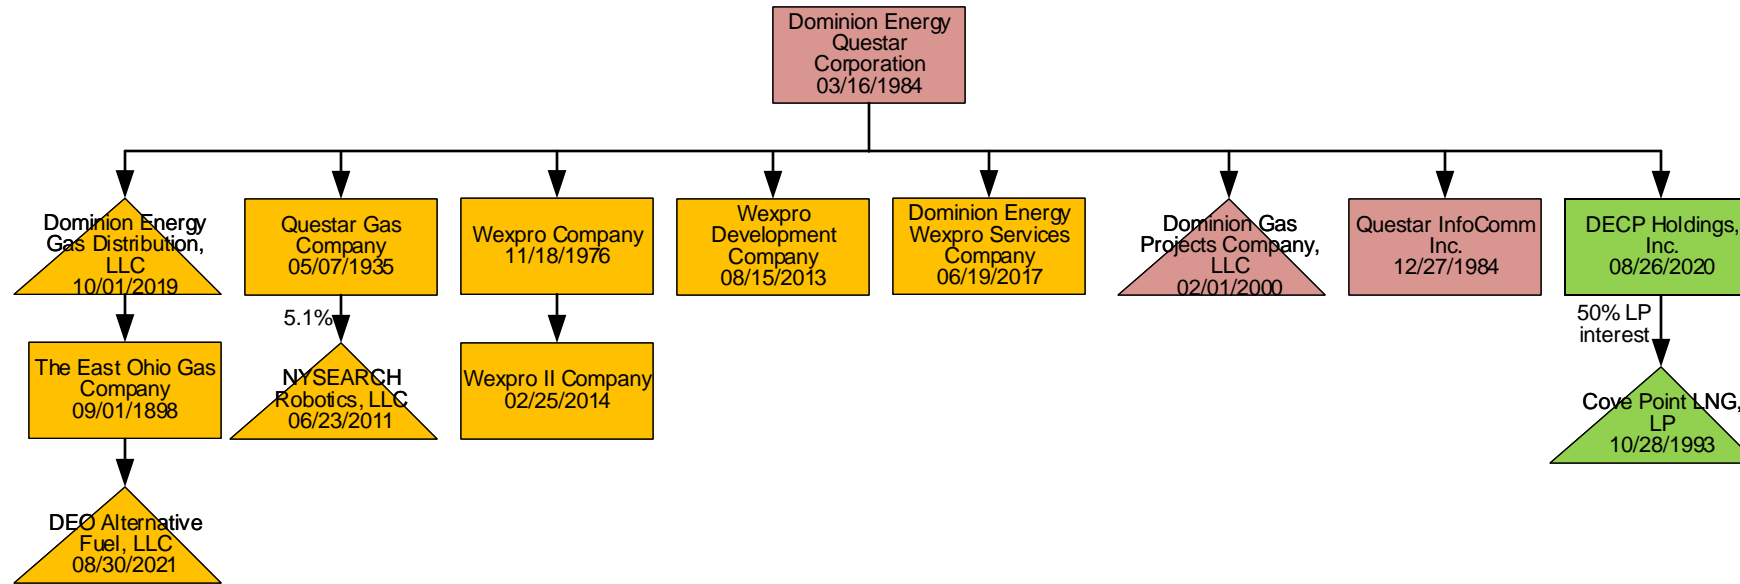 Dominion Energy
Questar
Corporation
03/16/1984
Dominion Energy
Gas Distribution,
LLC
10/01/2019
Questar Gas
Company
05/07/1935
Wexpro Company
11/18/1976
Wexpro
Development
Company
08/15/2013
Dominion Energy
Wexpro Services
Company
06/19/2017
Dominion Gas
Projects Company,
LLC
02/01/2000
Questar InfoComm
Inc.
12/27/1984
DECP Holdings,
Inc.
08/26/2020
5.1%
50% LP
interest
The East Ohio Gas
Company
09/01/1898
NYSEARCH
Robotics, LLC
06/23/2011
Wexpro II Company
02/25/2014
Cove Point LNG,
LP
10/28/1993
DEO Alternative
Fuel, LLC
08/30/2021